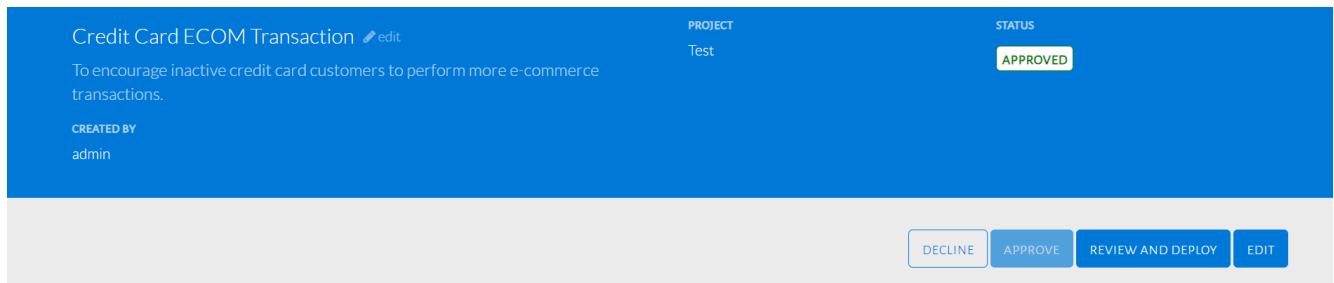 Credit Card ECOM Transaction edit
To encourage inactive credit card customers to perform more e-commerce
transactions.
CREATED BY
admin
PROJECT
Test
STATUS
APPROVED
DECLINE
APPROVE
REVIEW AND DEPLOY
EDIT